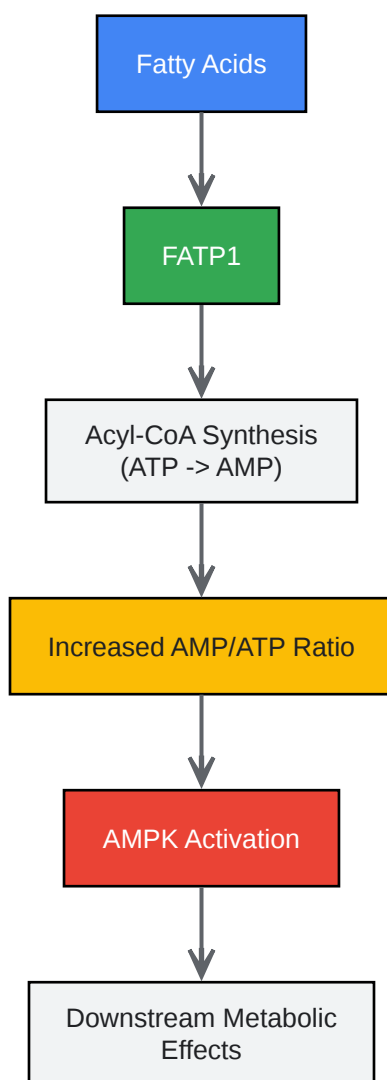 Fatty Acids
FATP1
Acyl-CoA Synthesis
(ATP -> AMP)
Increased AMP/ATP Ratio
AMPK Activation
Downstream Metabolic
Effects